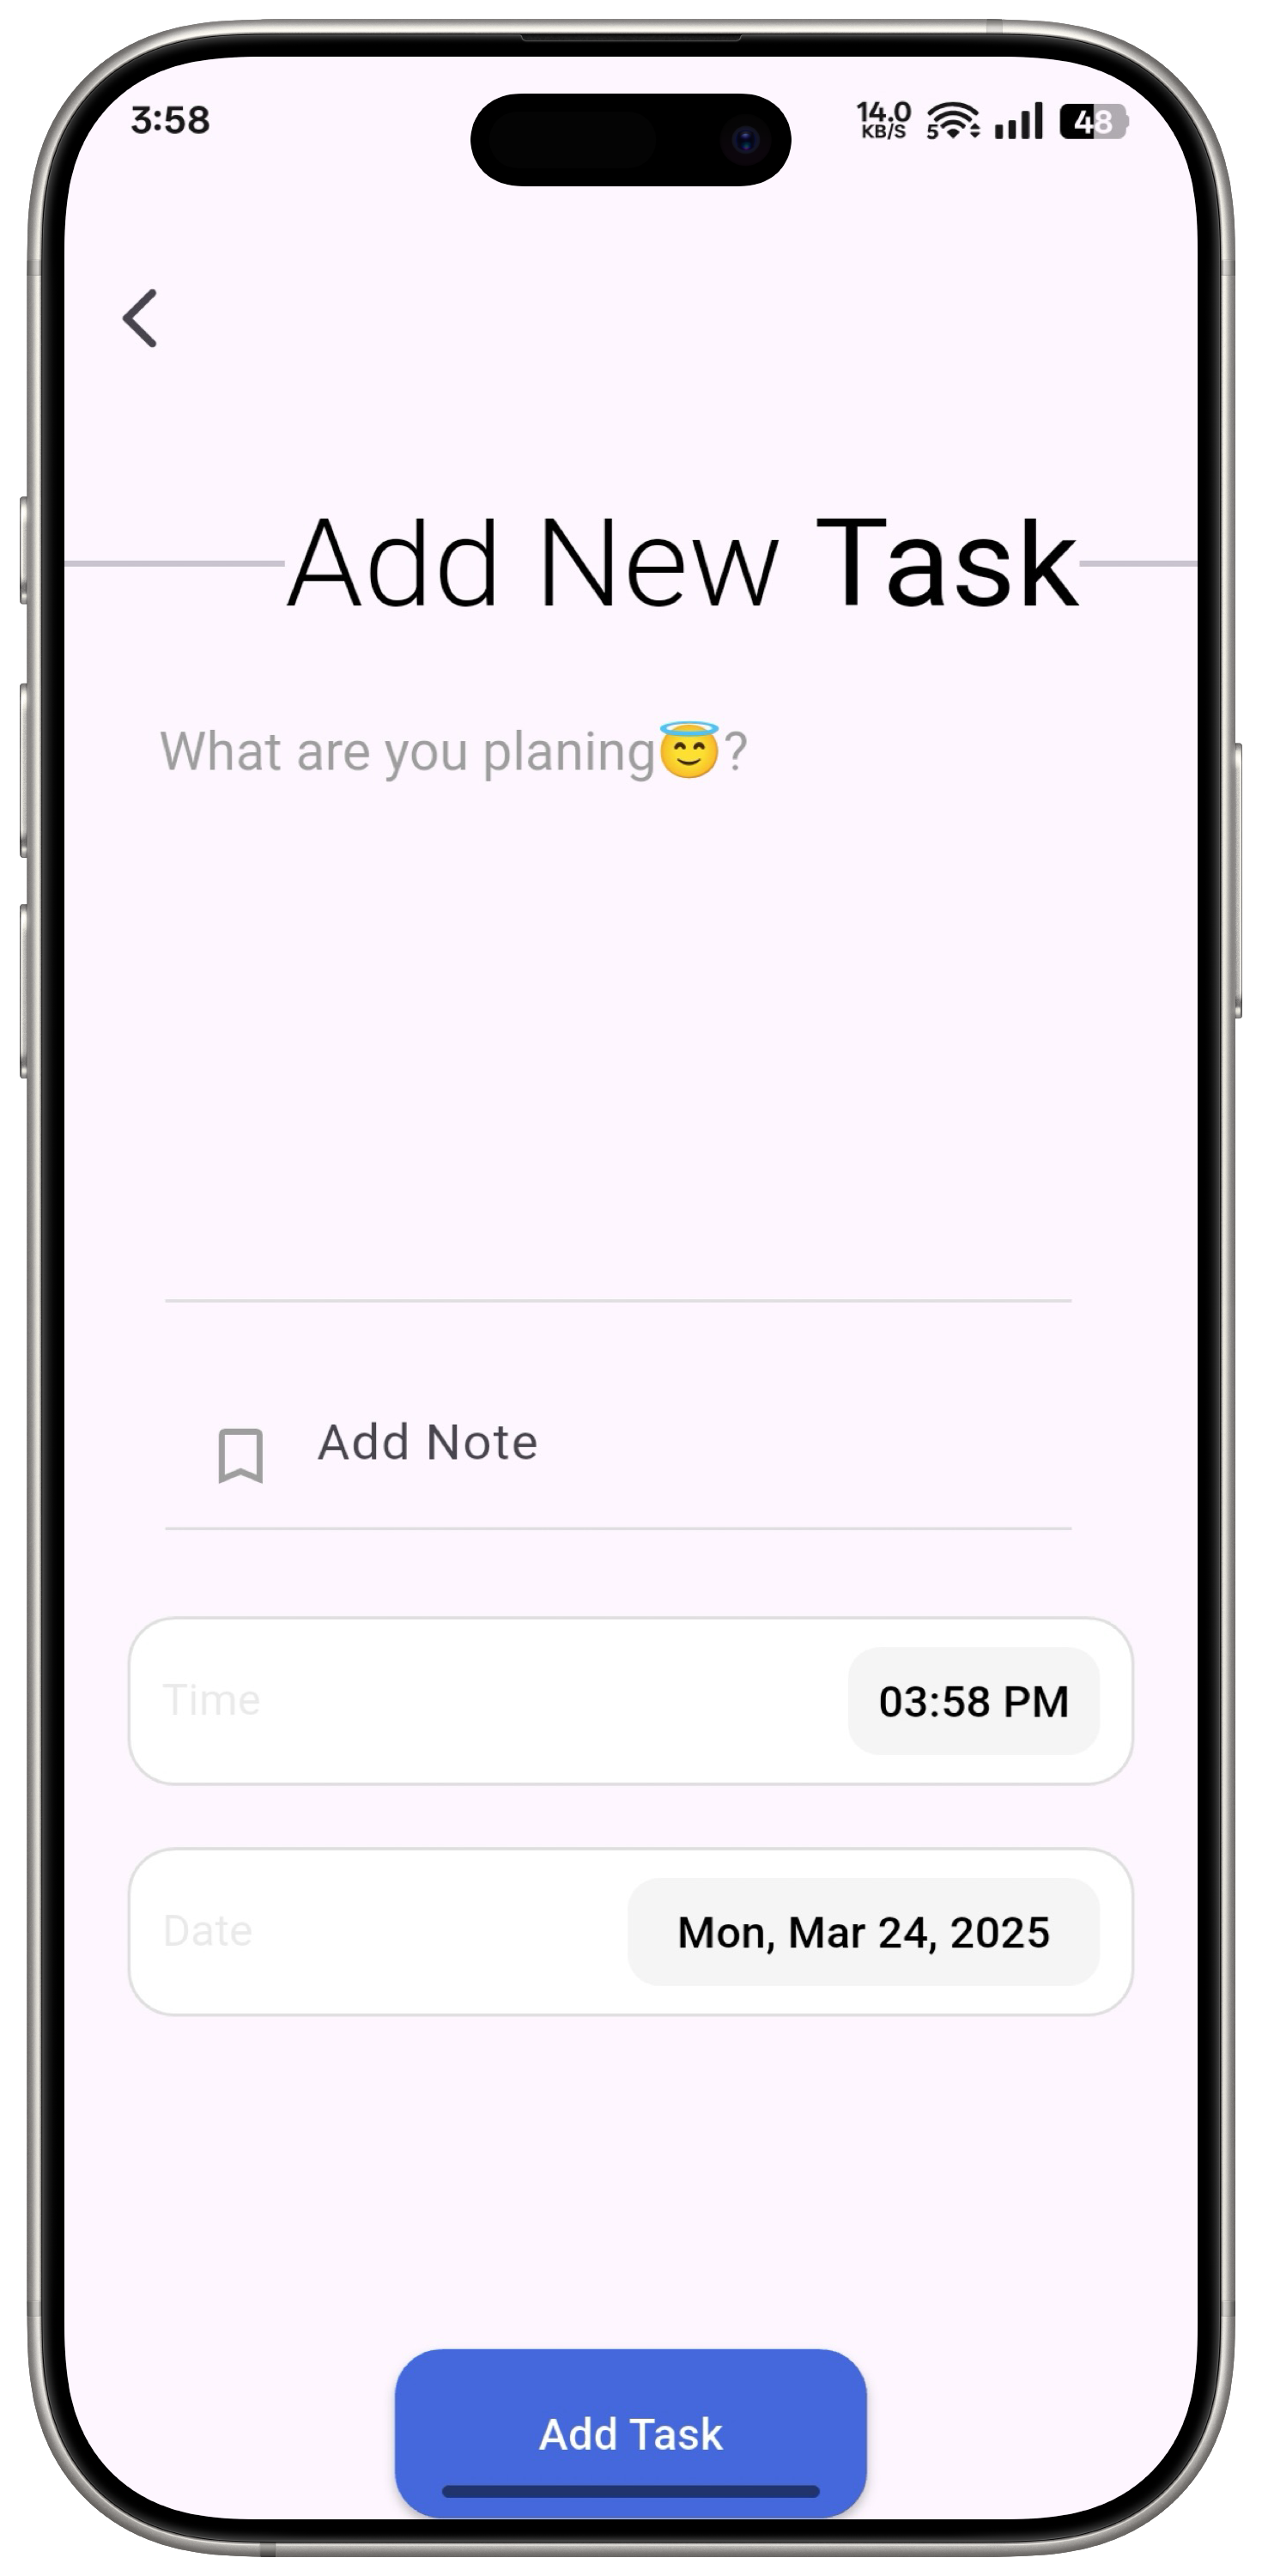 3:58
14.0
KB/S
5
48
Add New Task
What are you planing😇?
Add Note
Time
03:58 PM
Date
Mon, Mar 24, 2025
Add Task